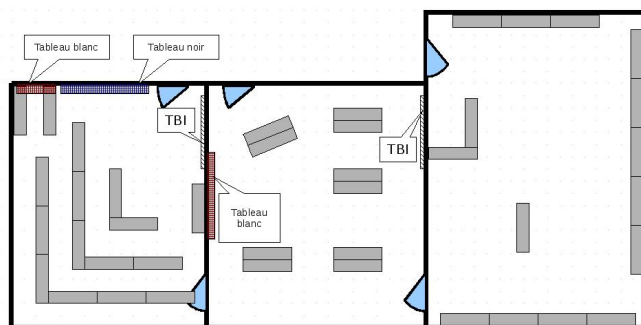 Tableau blanc
Tableau noir
TBI
TBI
Tableau
blanc